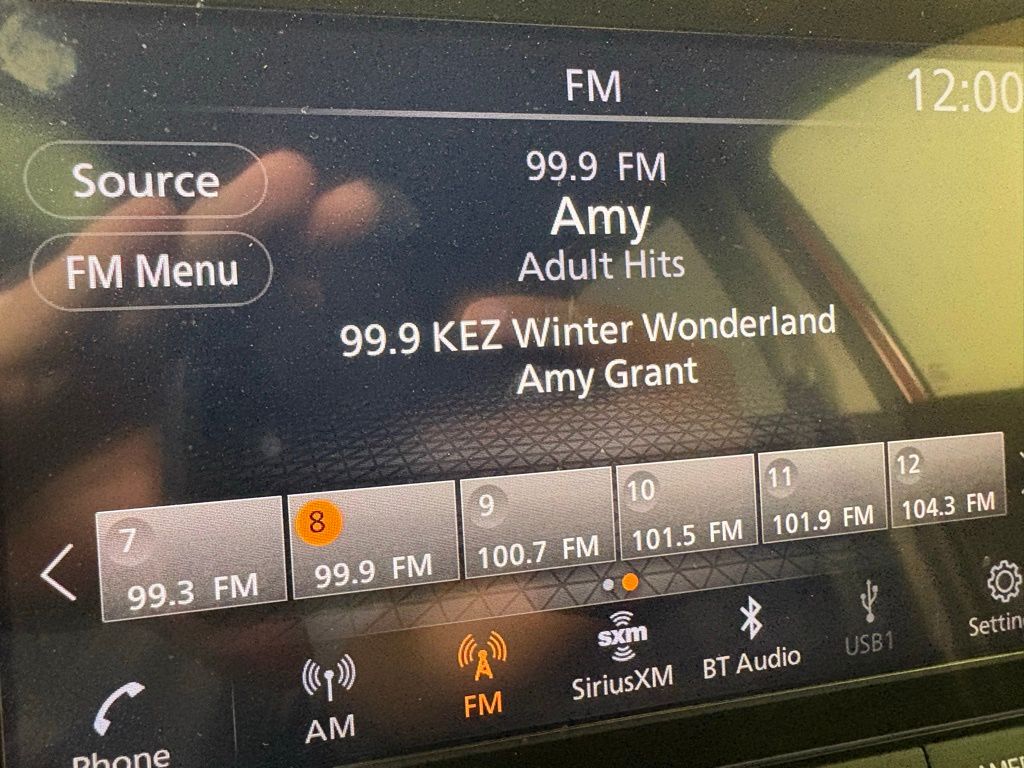 FM
12:00
Source
FM Menu
99.9 FM
Amy
Adult Hits
99.9 KEZ Winter Wonderland
Amy Grant
7
99.3 FM
8
99.9 FM
9
100.7 FM
10
101.5 FM
11
101.9 FM
12
104.3 FM
Phone
AM
FM
sxm
SiriusXM
BT Audio
USB1
Settin